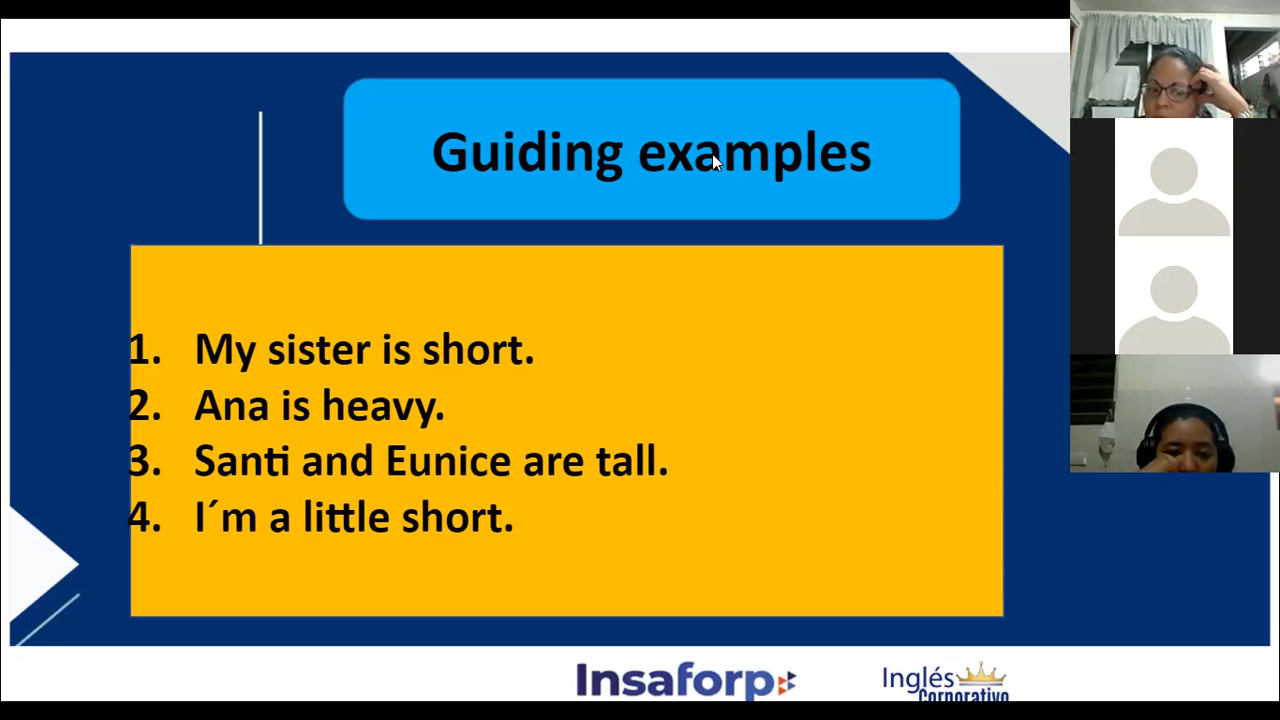 Guiding examples
1. My sister is short.
2. Ana is heavy.
3. Santi and Eunice are tall.
4. I´m a little short.
Insaforp
Inglés
Corporativo